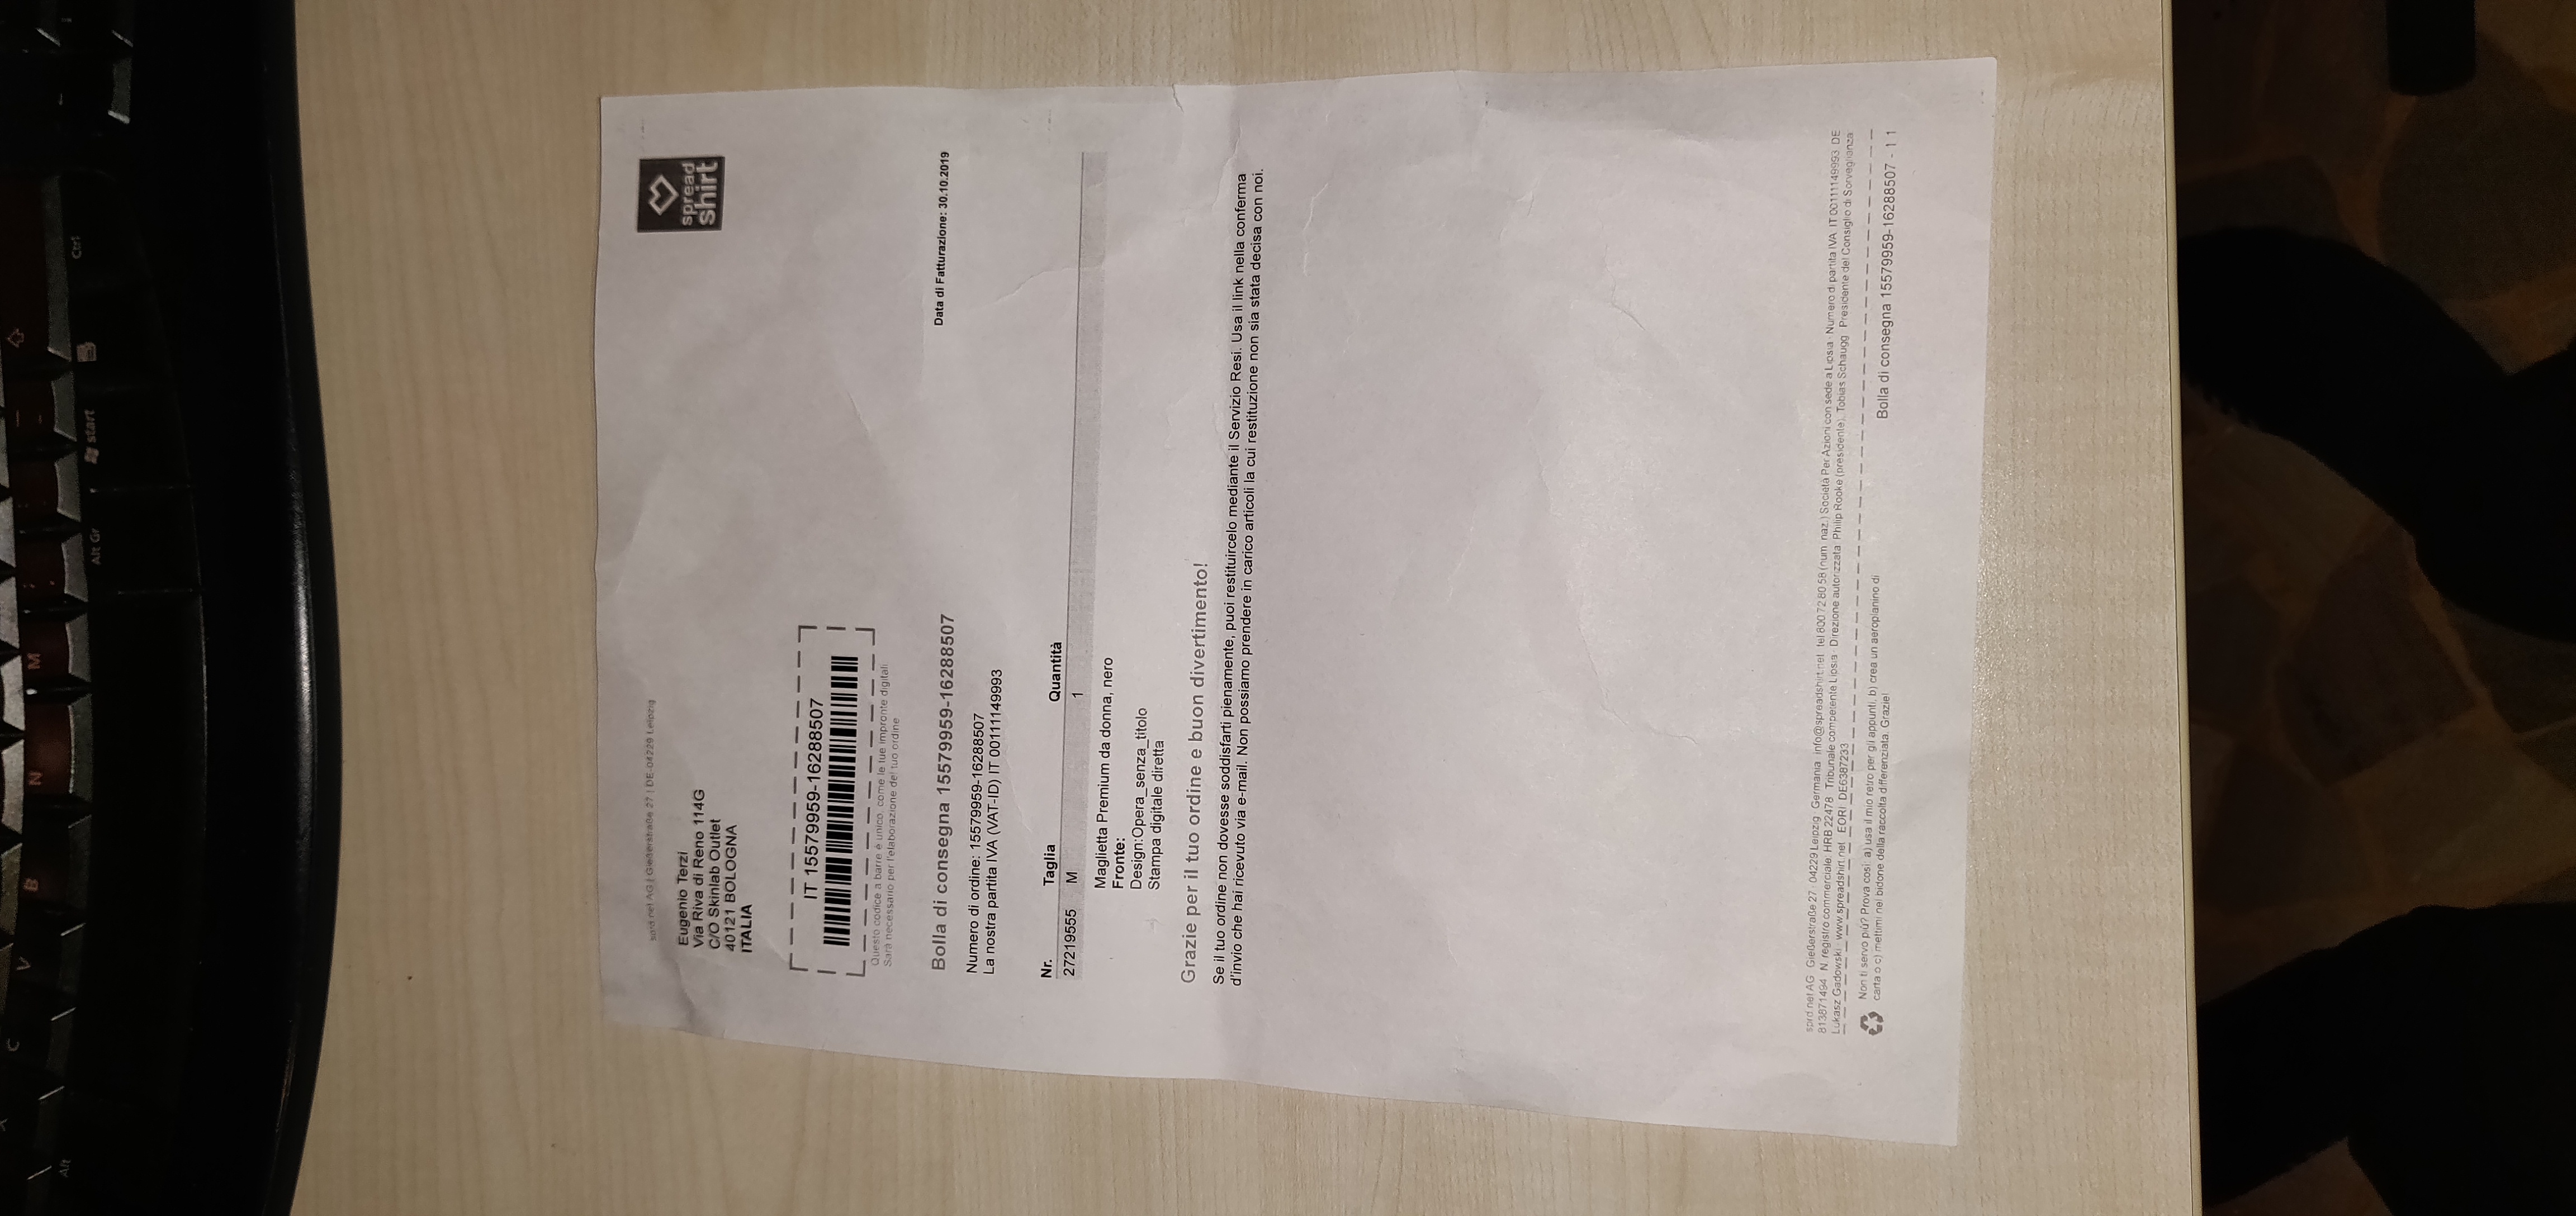 C V B N M
Alt Alt Gr start Ctrl
sprd.net AG | Gießerstraße 27 | DE-04229 Leipzig
spread
shirt
Eugenio Terzi
Via Riva di Reno 114G
C/O Skinlab Outlet
40121 BOLOGNA
ITALIA
IT 15579959-16288507
Questo codice a barre è unico, come le tue impronte digitali.
Sarà necessario per l'elaborazione del tuo ordine
Bolla di consegna 15579959-16288507
Data di Fatturazione: 30.10.2019
Numero di ordine: 15579959-16288507
La nostra partita IVA (VAT-ID) IT 00111149993
Nr. Taglia Quantità
27219555 M 1
Maglietta Premium da donna, nero
Fronte:
Design:Opera_senza_titolo
Stampa digitale diretta
Grazie per il tuo ordine e buon divertimento!
Se il tuo ordine non dovesse soddisfarti pienamente, puoi restituircelo mediante il Servizio Resi. Usa il link nella conferma
d'invio che hai ricevuto via e-mail. Non possiamo prendere in carico articoli la cui restituzione non sia stata decisa con noi.
sprd.net AG · Gießerstraße 27 · 04229 Leipzig · Germania · info@spreadshirt.net · tel 800 72 80 58 (num. naz.) Società Per Azioni con sede a Lipsia · Numero di partita IVA: IT 00111149993, DE
813871494 · N. registro commerciale: HRB 22478 · Tribunale competente Lipsia · Direzione autorizzata: Philip Rooke (presidente), Tobias Schaugg · Presidente del Consiglio di Sorveglianza:
Lukasz Gadowski · www.spreadshirt.net · EORI: DE6387233
Non ti servo più? Prova così: a) usa il mio retro per gli appunti, b) crea un aeroplanino di
carta o c) mettimi nel bidone della raccolta differenziata. Grazie!
Bolla di consegna 15579959-16288507 - 1 1